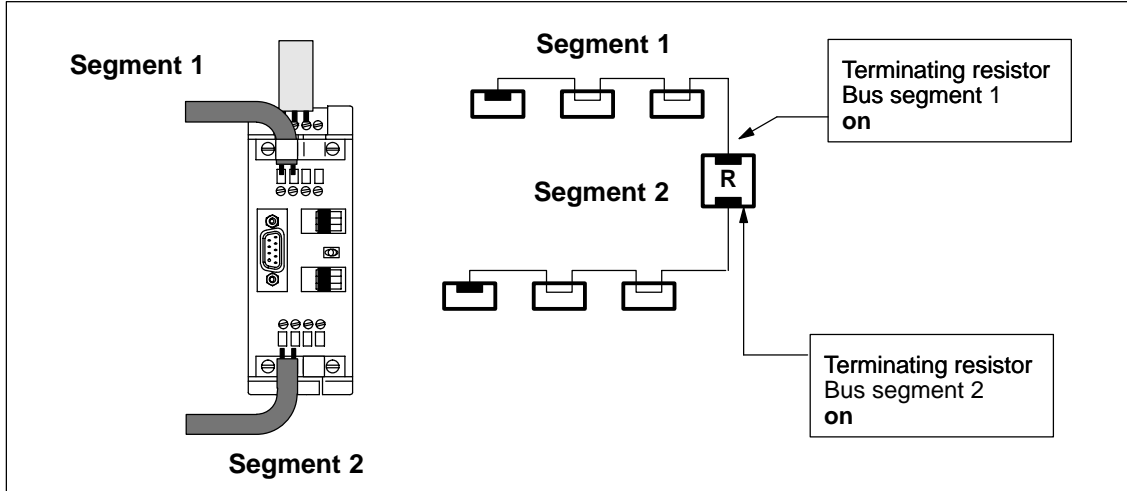 Segment 1
Segment 1
Terminating resistor
Bus segment 1
on
Segment 2
R
Terminating resistor
Bus segment 2
on
Segment 2